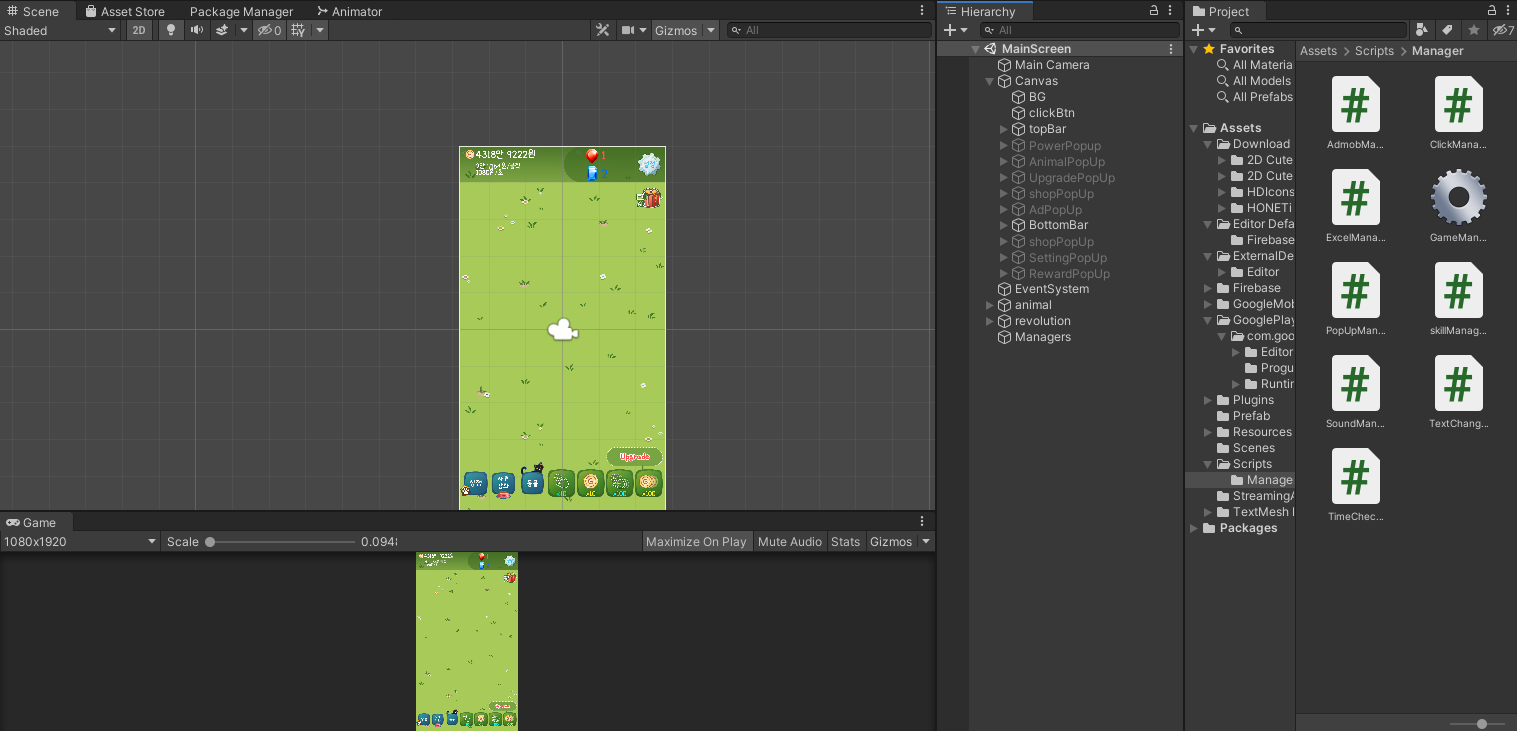 Scene
Asset Store
Package Manager
Animator
Shaded
2D
0
Gizmos
All
4318만 9222원
1
2
Upgrade
동물
x10
x100
x100
Game
1080x1920
Scale
0.094
Maximize On Play
Mute Audio
Stats
Gizmos
Hierarchy
All
MainScreen
Main Camera
Canvas
BG
clickBtn
topBar
PowerPopup
AnimalPopUp
UpgradePopUp
shopPopUp
AdPopUp
BottomBar
shopPopUp
SettingPopUp
RewardPopUp
EventSystem
animal
revolution
Managers
Project
7
Favorites
All Materia
All Models
All Prefabs
Assets
Download
2D Cute
2D Cute
HDIcons
HONETi
Editor Defa
Firebase
ExternalDe
Editor
Firebase
GoogleMob
GooglePlay
com.goo
Editor
Progu
Runtin
Plugins
Prefab
Resources
Scenes
Scripts
Manage
StreamingA
TextMesh
Packages
Assets > Scripts > Manager
AdmobMa...
ClickMana...
ExcelMana...
GameMan...
PopUpMan...
skillManag...
SoundMan...
TextChang...
TimeChec...